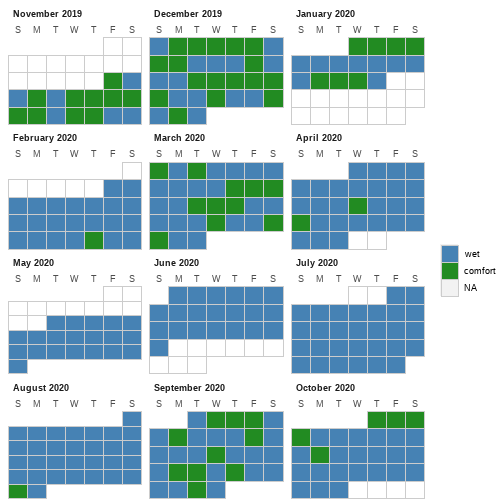 November 2019 December 2019 January 2020
S M T W T F S S M T W T F S S M T W T F S
February 2020 March 2020 April 2020
S M T W T F S S M T W T F S S M T W T F S
wet
comfort
NA
May 2020 June 2020 July 2020
S M T W T F S S M T W T F S S M T W T F S
August 2020 September 2020 October 2020
S M T W T F S S M T W T F S S M T W T F S